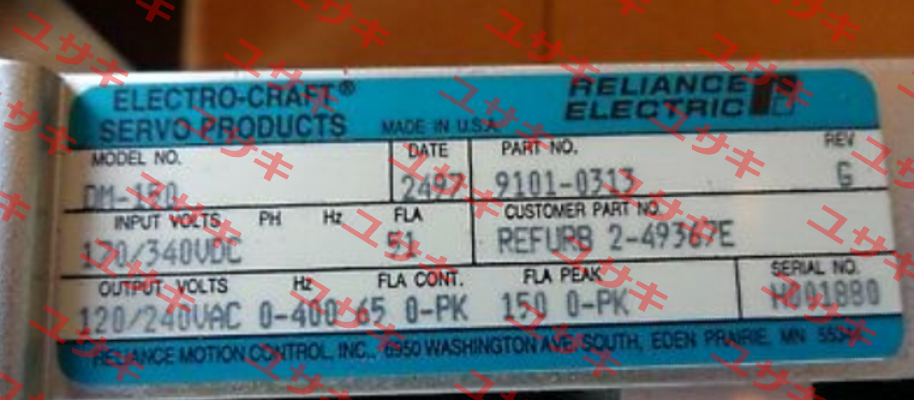 ELECTRO-CRAFT®
SERVO PRODUCTS
MADE IN U.S.A.
RELIANCE
ELECTRIC
MODEL NO. DATE PART NO. REV
DM-150 2497 9101-0313 G
INPUT VOLTS PH Hz FLA CUSTOMER PART NO.
170/340VDC 51 REFURB 2-49367E
OUTPUT VOLTS Hz FLA CONT. FLA PEAK SERIAL NO.
120/240VAC 0-400 65 0-PK 150 0-PK H001880
RELIANCE MOTION CONTROL, INC., 6950 WASHINGTON AVE. SOUTH, EDEN PRAIRIE, MN
ユサキ